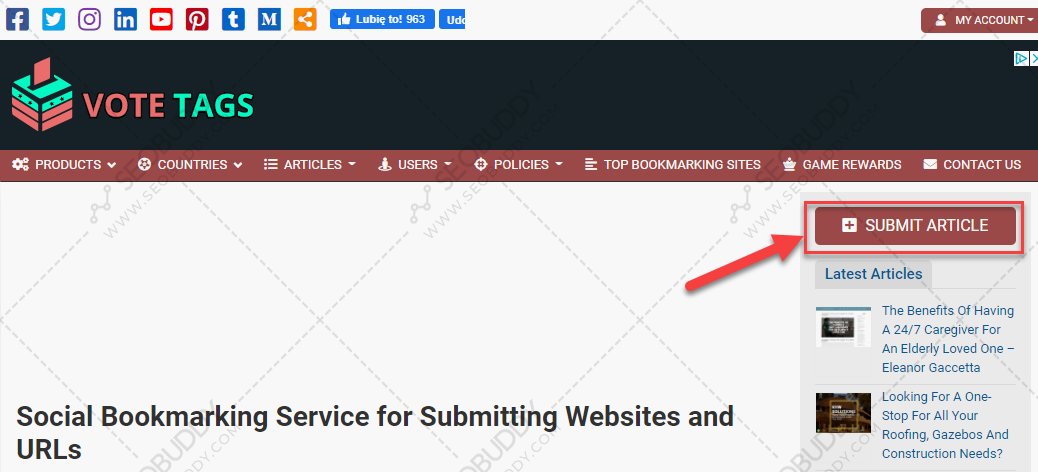 Lubię to! 963
MY ACCOUNT
VOTE TAGS
PRODUCTS COUNTRIES ARTICLES USERS POLICIES TOP BOOKMARKING SITES GAME REWARDS CONTACT US
SUBMIT ARTICLE
Latest Articles
The Benefits Of Having
A 24/7 Caregiver For
An Elderly Loved One –
Eleanor Gaccetta
Looking For A One-
Stop For All Your
Roofing, Gazebos And
Construction Needs?
Social Bookmarking Service for Submitting Websites and
URLs
SEOBUDDY
WWW.SEODDY.COM